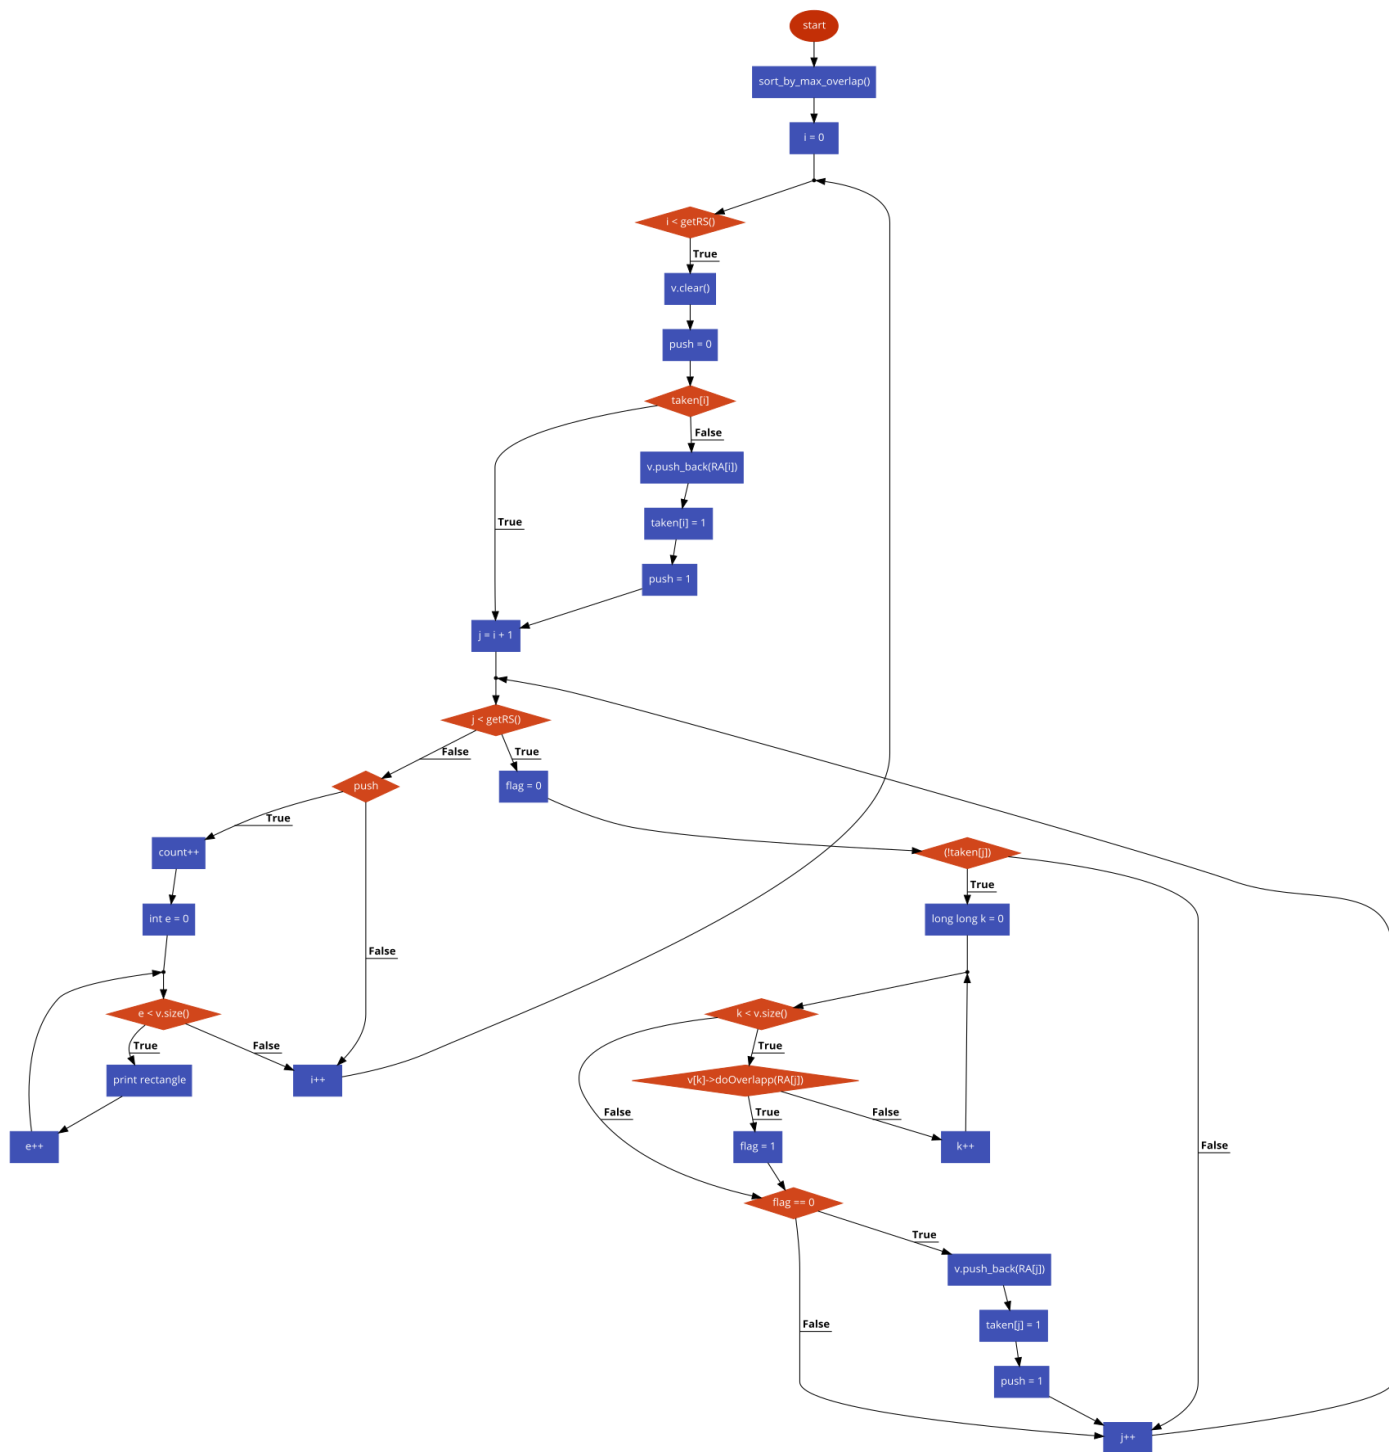 start
sort_by_max_overlap()
i = 0
i < getRS()
True
v.clear()
push = 0
taken[i]
False
v.push_back(RA[i])
True
taken[i] = 1
push = 1
j = i + 1
j < getRS()
False
True
push
flag = 0
True
count++
(!taken[j])
True
int e = 0
long long k = 0
False
e < v.size()
k < v.size()
True
False
True
print rectangle
i++
v[k]->doOverlapp(RA[j])
False
True
False
e++
flag = 1
k++
False
flag == 0
True
v.push_back(RA[j])
False
taken[j] = 1
push = 1
j++